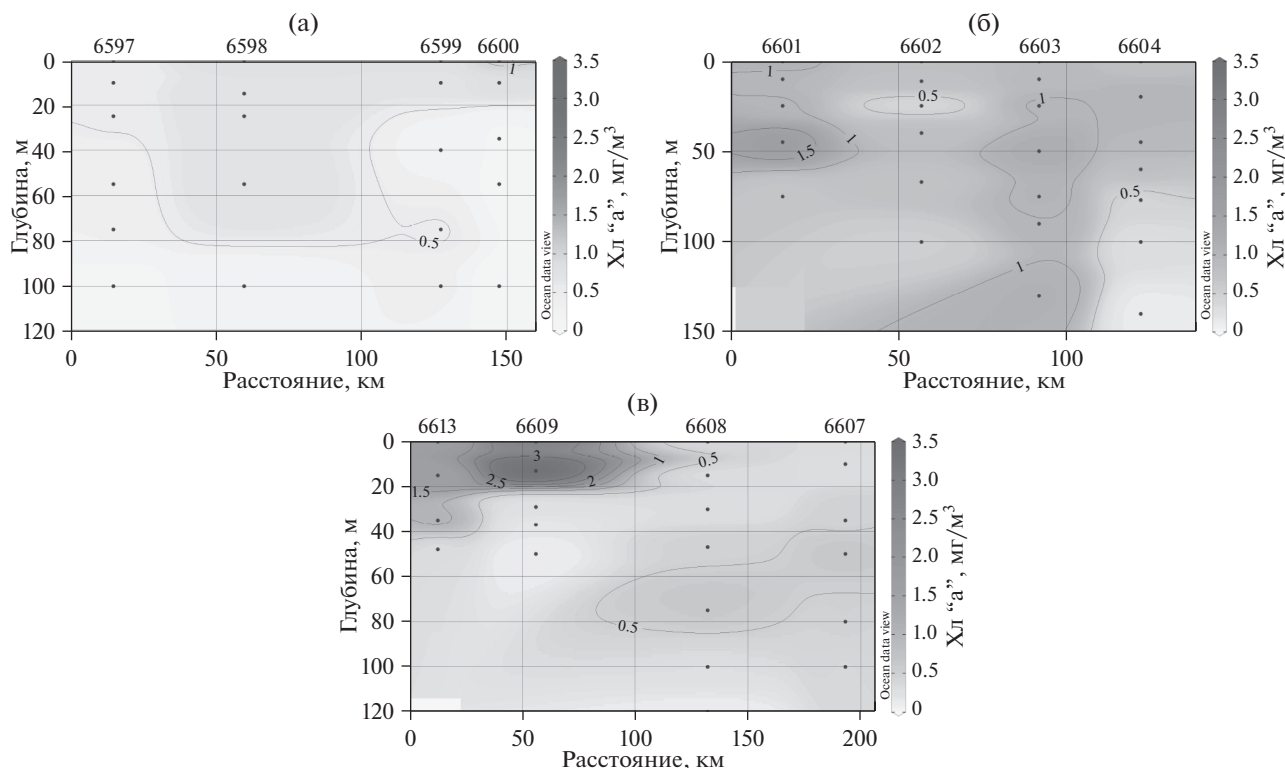 (а)
6597 6598 6599 6600
0
20
40
60
80
100
120
Глубина, м
0 50 100 150
Расстояние, км
1
0.5
3.5
3.0
2.5
2.0
1.5
1.0
0.5
0
Ocean data view
Хл “а”, мг/м³
(б)
6601 6602 6603 6604
0
50
100
150
Глубина, м
0 50 100
Расстояние, км
1
0.5
1
1
1.5
0.5
1
3.5
3.0
2.5
2.0
1.5
1.0
0.5
0
Ocean data view
Хл “а”, мг/м³
(в)
6613 6609 6608 6607
0
20
40
60
80
100
120
Глубина, м
0 50 100 150 200
Расстояние, км
3
1
0.5
2.5
2
1.5
0.5
3.5
3.0
2.5
2.0
1.5
1.0
0.5
0
Ocean data view
Хл “а”, мг/м³